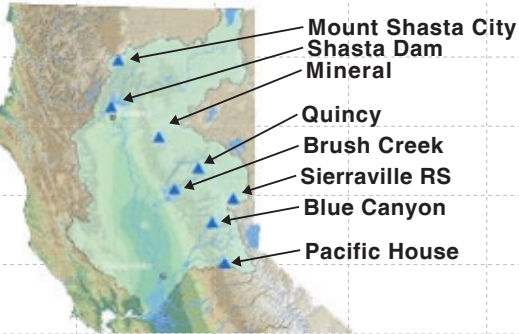 Mount Shasta City
Shasta Dam
Mineral
Quincy
Brush Creek
Sierraville RS
Blue Canyon
Pacific House